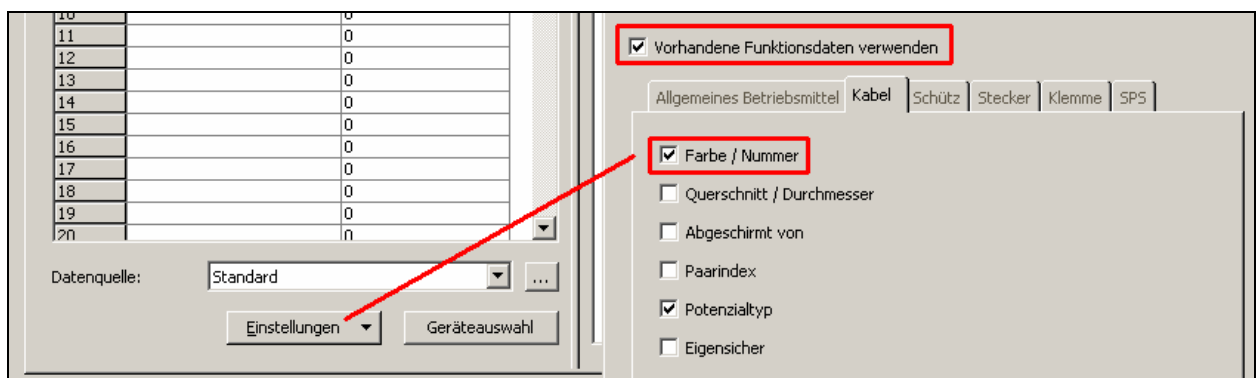 10 0
11 0
12 0
13 0
14 0
15 0
16 0
17 0
18 0
19 0
20 0
Datenquelle: Standard ...
Einstellungen Geräteauswahl
Vorhandene Funktionsdaten verwenden
Allgemeines Betriebsmittel Kabel Schütz Stecker Klemme SPS
Farbe / Nummer
Querschnitt / Durchmesser
Abgeschirmt von
Paarindex
Potenzialtyp
Eigensicher